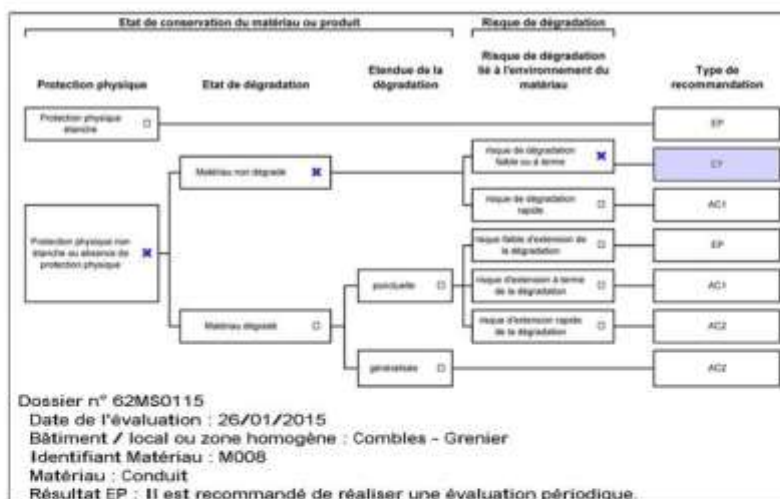 Etat de conservation du matériau ou produit
Risque de dégradation
Protection physique
Etat de dégradation
Etendue de la
dégradation
Risque de dégradation
lié à l'environnement du
matériau
Type de
recommandation
Protection physique
étanche
EP
Matériau non dégradé
risque de dégradation
faible ou à terme
risque de dégradation
rapide
AC1
Protection physique non
étanche ou absence de
protection physique
risque faible d'extension de
la dégradation
EP
ponctuelle
risque d'extension à terme
de la dégradation
AC1
Matériau dégradé
risque d'extension rapide
de la dégradation
AC2
généralisée
AC2
Dossier n° 62MS0115
Date de l'évaluation : 26/01/2015
Bâtiment / local ou zone homogène : Combles - Grenier
Identifiant Matériau : M008
Matériau : Conduit
Résultat EP : Il est recommandé de réaliser une évaluation périodique.